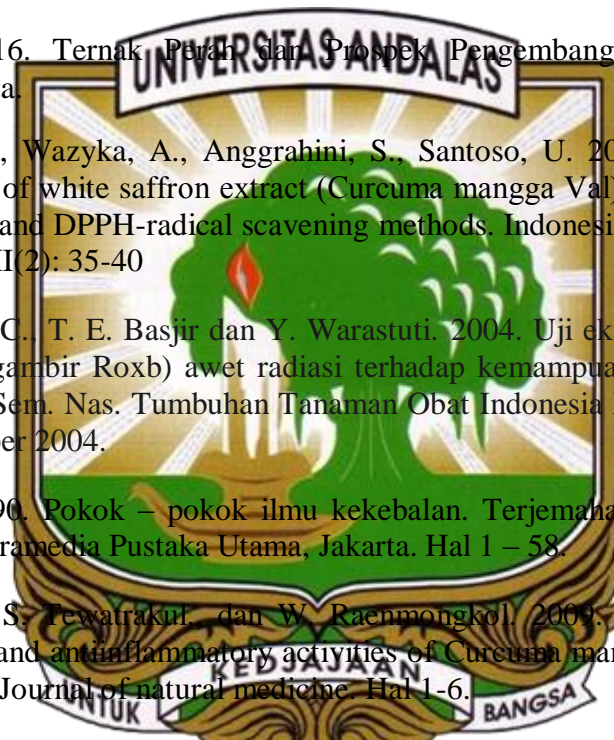 16. Ternak Perah dan Prospek Pengembang
UNIVERSITAS ANDALAS
a.
, Wazyka, A., Anggrahini, S., Santoso, U. 20
of white saffron extract (Curcuma mangga Val)
and DPPH-radical scavening methods. Indonesi
II(2): 35-40
C., T. E. Basjir dan Y. Warastuti. 2004. Uji ek
gambir Roxb) awet radiasi terhadap kemampua
Sem. Nas. Tumbuhan Tanaman Obat Indonesia
er 2004.
90. Pokok – pokok ilmu kekebalan. Terjemaha
ramedia Pustaka Utama, Jakarta. Hal 1 – 58.
S. Tewatrakul., dan W. Raenmongkol. 2009.
and antiinflammatory activities of Curcuma man
KEDJAJAAN
Journal of natural medicine. Hal 1-6.
UNTUK
BANGSA